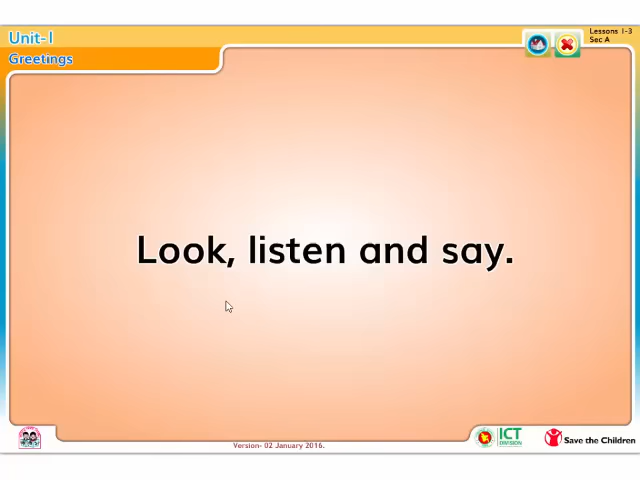 Unit-1
Greetings
Lessons 1-3
Sec A
Look, listen and say.
Version- 02 January 2016.
ICT
DIVISION
Save the Children